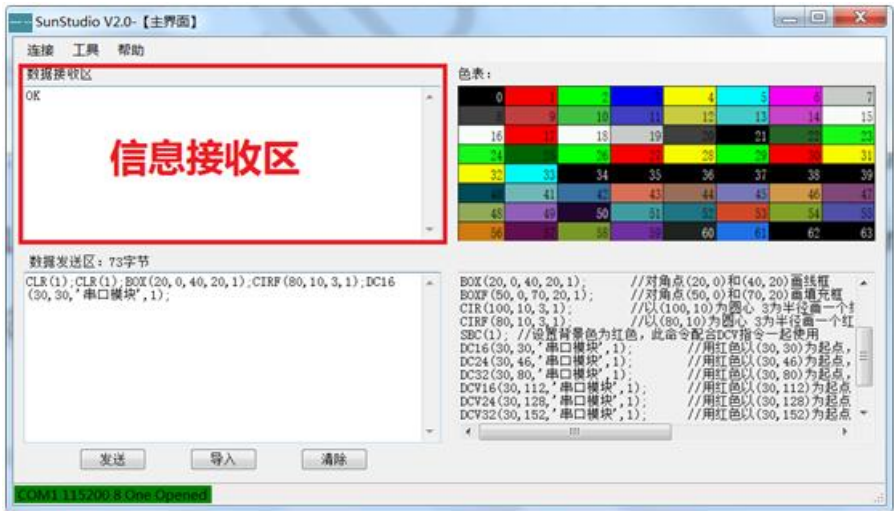 SunStudio V2.0-【主界面】
连接 工具 帮助
数据接收区
OK
信息接收区
色表：
0 1 2 3 4 5 6 7
8 9 10 11 12 13 14 15
16 17 18 19 20 21 22 23
24 25 26 27 28 29 30 31
32 33 34 35 36 37 38 39
40 41 42 43 44 45 46 47
48 49 50 51 52 53 54 55
56 57 58 59 60 61 62 63
数据发送区：73字节
CLR(1);CLR(1);BOX(20,0,40,20,1);CIRF(80,10,3,1);DC16
(30,30,'串口模块',1);
BOX(20,0,40,20,1); //对角点(20,0)和(40,20)画线框
BOXF(50,0,70,20,1); //对角点(50,0)和(70,20)画填充框
CIR(100,10,3,1); //以(100,10)为圆心 3为半径画一个
CIRF(80,10,3,1); //以(80,10)为圆心 3为半径画一个红
SBC(1); //设置背景色为红色，此命令配合DCV指令一起使用
DC16(30,30,'串口模块',1); //用红色以(30,30)为起点，
DC24(30,46,'串口模块',1); //用红色以(30,46)为起点，
DC32(30,80,'串口模块',1); //用红色以(30,80)为起点，
DCV16(30,112,'串口模块',1); //用红色以(30,112)为起点
DCV24(30,128,'串口模块',1); //用红色以(30,128)为起点
DCV32(30,152,'串口模块',1); //用红色以(30,152)为起点
发送 导入 清除
COM1 115200 8 One Opened